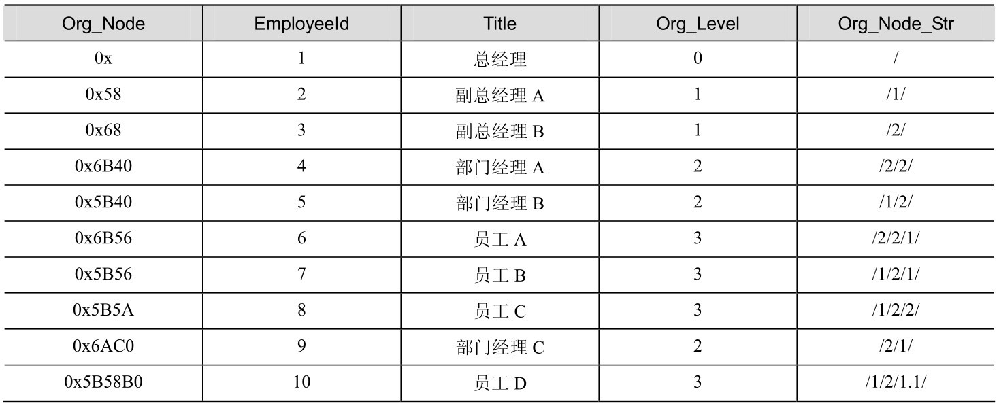 Org_Node EmployeeId Title Org_Level Org_Node_Str
0x 1 总经理 0 /
0x58 2 副总经理 A 1 /1/
0x68 3 副总经理 B 1 /2/
0x6B40 4 部门经理 A 2 /2/2/
0x5B40 5 部门经理 B 2 /1/2/
0x6B56 6 员工 A 3 /2/2/1/
0x5B56 7 员工 B 3 /1/2/1/
0x5B5A 8 员工 C 3 /1/2/2/
0x6AC0 9 部门经理 C 2 /2/1/
0x5B58B0 10 员工 D 3 /1/2/1.1/